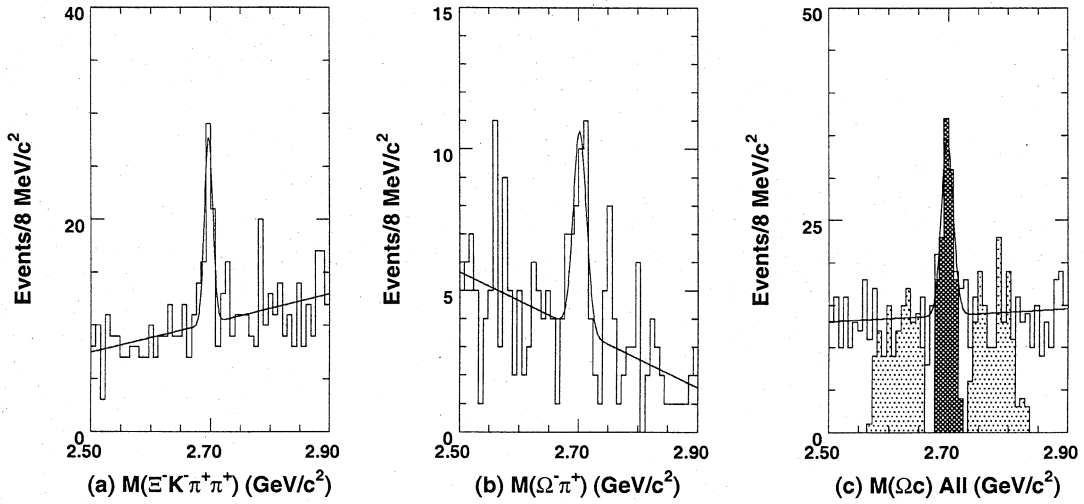 40
20
0
Events/8 MeV/c²
2.50 2.70 2.90
(a) M(Ξ⁻K⁻π⁺π⁺) (GeV/c²)
15
10
5
0
Events/8 MeV/c²
2.50 2.70 2.90
(b) M(Ω⁻π⁺) (GeV/c²)
50
25
0
Events/8 MeV/c²
2.50 2.70 2.90
(c) M(Ωc) All (GeV/c²)